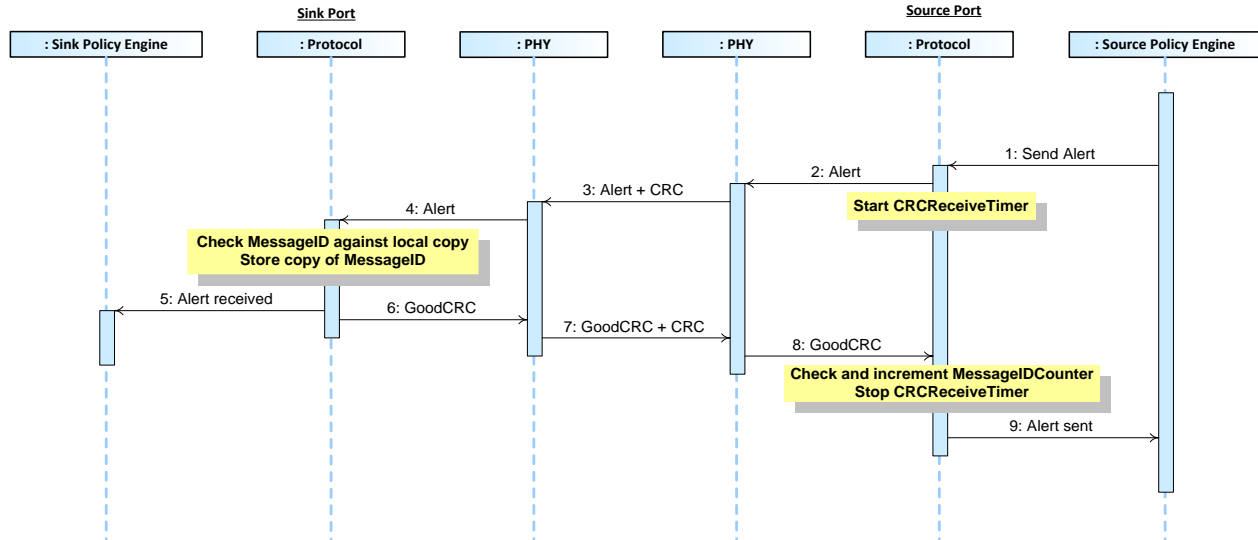 Sink Port
Source Port
: Sink Policy Engine
: Protocol
: PHY
: PHY
: Protocol
: Source Policy Engine
1: Send Alert
2: Alert
3: Alert + CRC
Start CRCReceiveTimer
4: Alert
Check MessageID against local copy
Store copy of MessageID
5: Alert received
6: GoodCRC
7: GoodCRC + CRC
8: GoodCRC
Check and increment MessageIDCounter
Stop CRCReceiveTimer
9: Alert sent